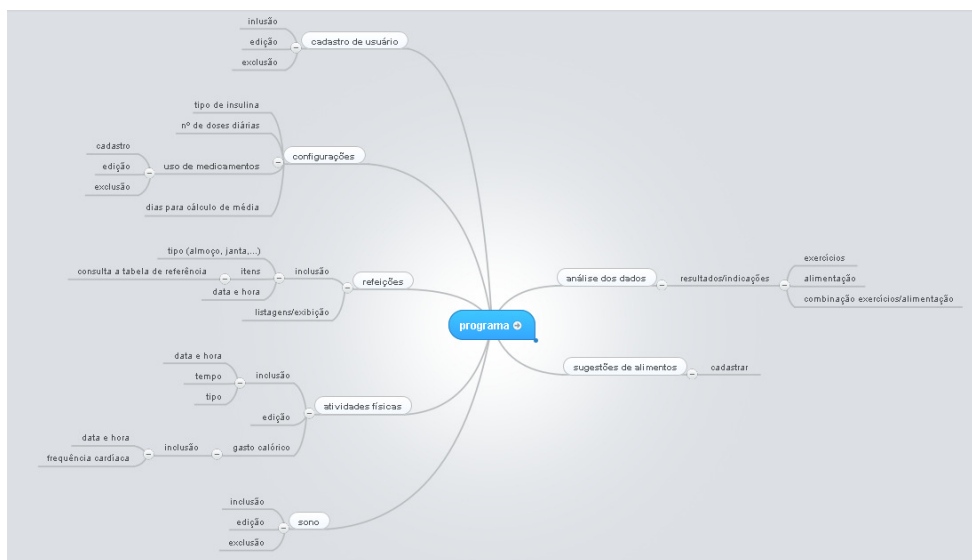 inlusão
edição
exclusão
cadastro de usuário
tipo de insulina
nº de doses diárias
cadastro
edição
exclusão
uso de medicamentos
dias para cálculo de média
configurações
tipo (almoço, janta,...)
consulta a tabela de referência
itens
data e hora
inclusão
listagens/exibição
refeições
data e hora
tempo
tipo
inclusão
edição
data e hora
frequência cardíaca
inclusão
gasto calórico
atividades físicas
inclusão
edição
exclusão
sono
programa
análise dos dados
resultados/indicações
exercícios
alimentação
combinação exercícios/alimentação
sugestões de alimentos
cadastrar